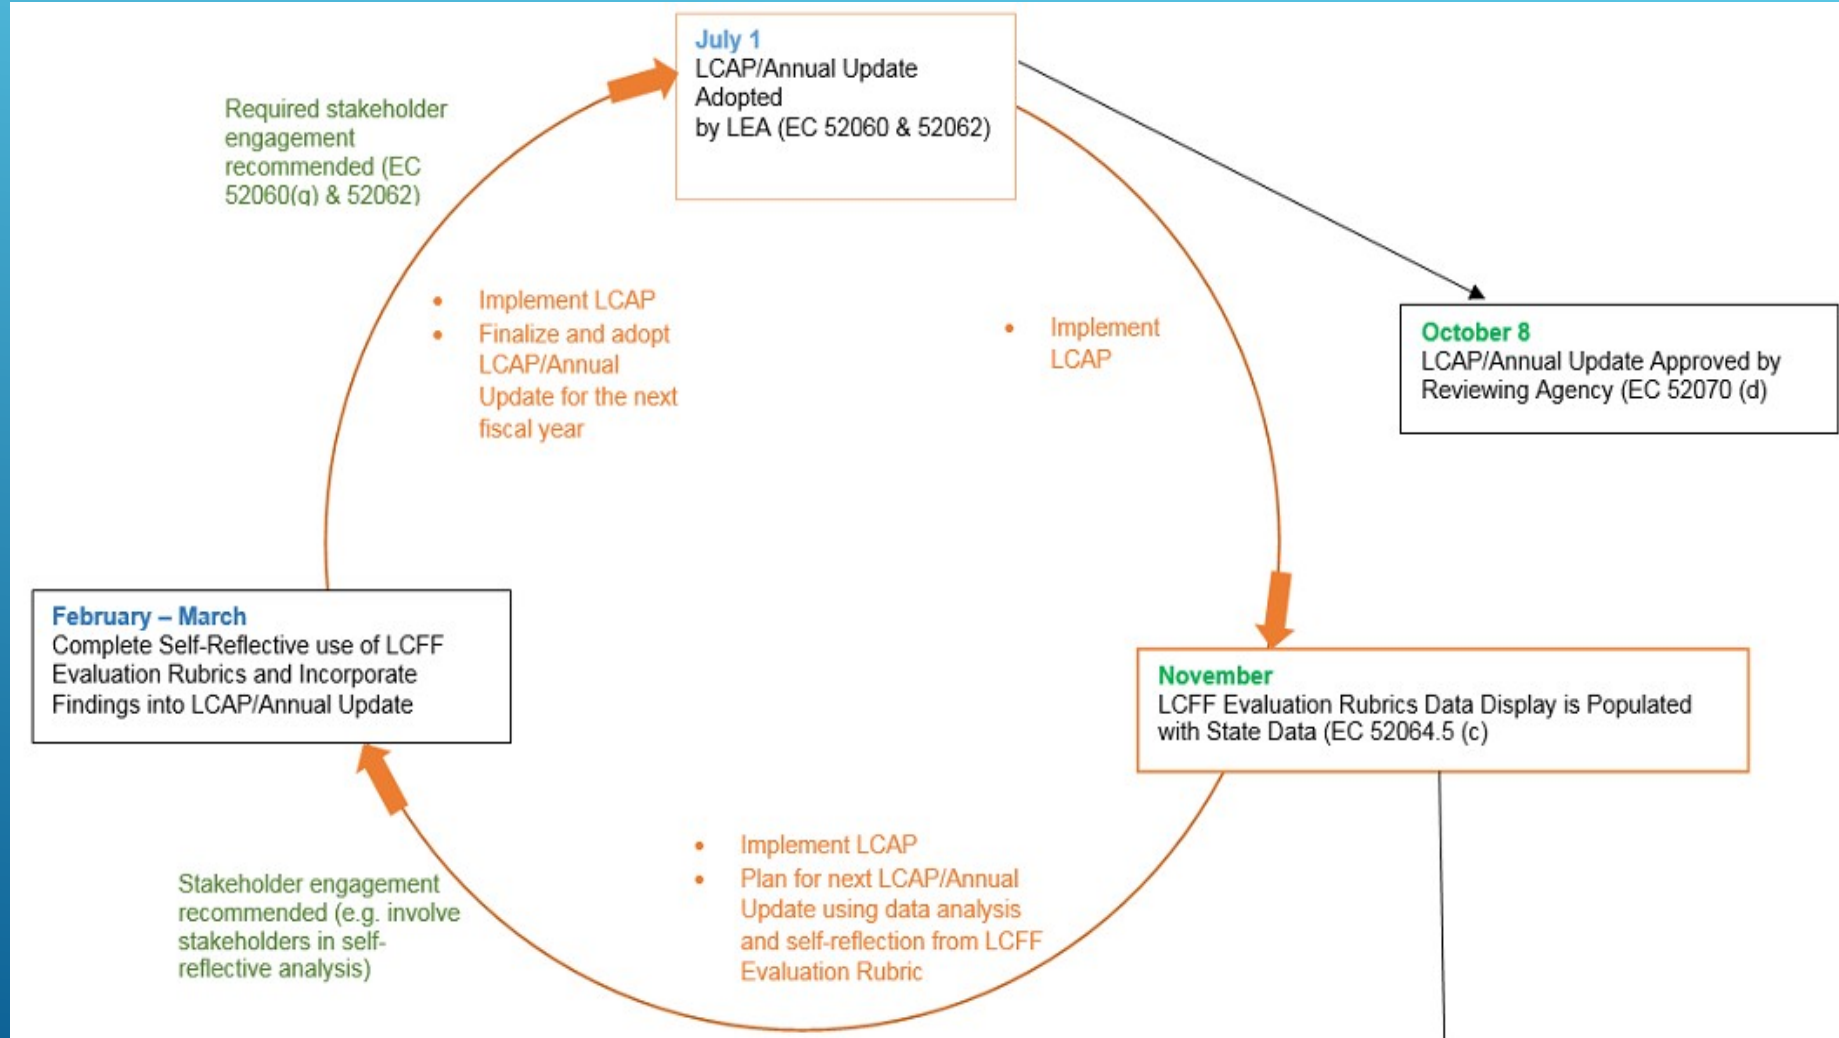 July 1
LCAP/Annual Update
Adopted
by LEA (EC 52060 & 52062)
Required stakeholder
engagement
recommended (EC
52060(g) & 52062)
• Implement LCAP
• Finalize and adopt
LCAP/Annual
Update for the next
fiscal year
• Implement
LCAP
October 8
LCAP/Annual Update Approved by
Reviewing Agency (EC 52070 (d)
February – March
Complete Self-Reflective use of LCFF
Evaluation Rubrics and Incorporate
Findings into LCAP/Annual Update
November
LCFF Evaluation Rubrics Data Display is Populated
with State Data (EC 52064.5 (c)
Stakeholder engagement
recommended (e.g. involve
stakeholders in self-
reflective analysis)
• Implement LCAP
• Plan for next LCAP/Annual
Update using data analysis
and self-reflection from LCFF
Evaluation Rubric